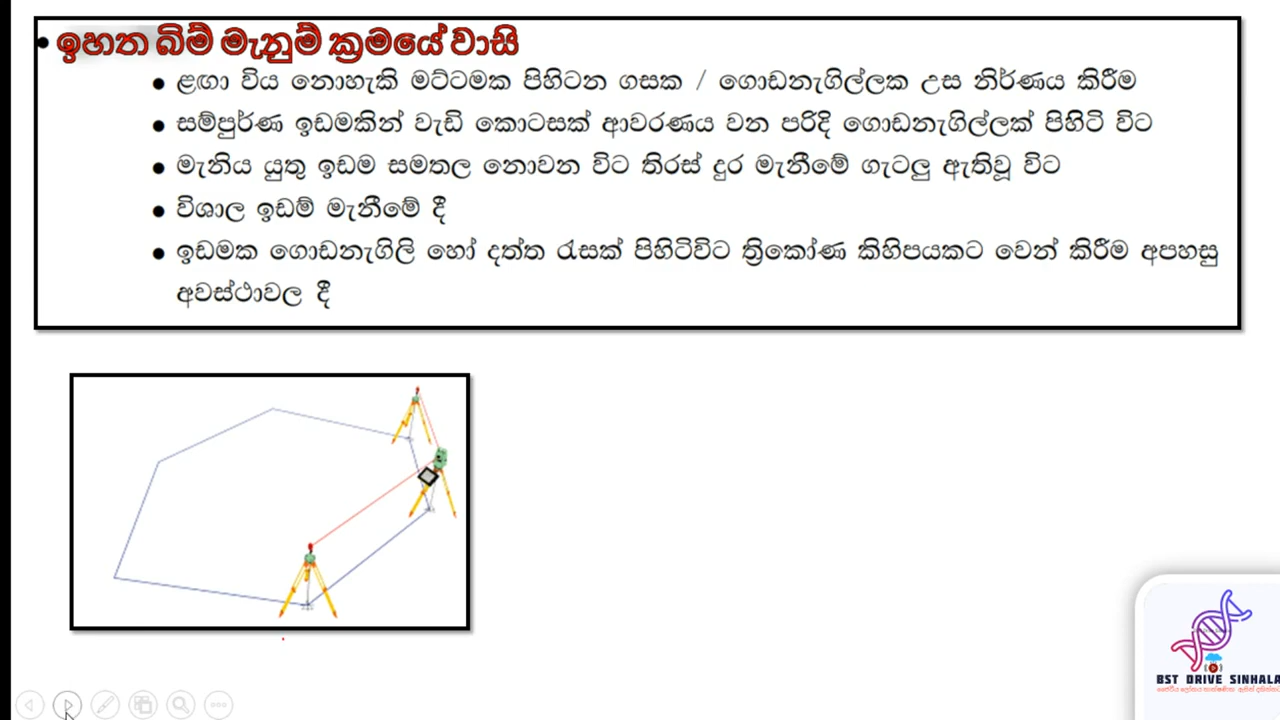 • ඉහත බිම් මැනුම් ක්‍රමයේ වාසි
• ළඟා විය නොහැකි මට්ටමක පිහිටන ගසක / ගොඩනැගිල්ලක උස නිර්ණය කිරීම
• සම්පුර්ණ ඉඩමකින් වැඩි කොටසක් ආවරණය වන පරිදි ගොඩනැගිල්ලක් පිහිටි විට
• මැනිය යුතු ඉඩම සමතල නොවන විට තිරස් දුර මැනීමේ ගැටලු ඇතිවූ විට
• විශාල ඉඩම් මැනීමේ දී
• ඉඩමක ගොඩනැගිලි හෝ දත්ත රැසක් පිහිටිවිට ත්‍රිකෝණ කිහිපයකට වෙන් කිරීම අපහසු
අවස්ථාවල දී
BST DRIVE SINHALA